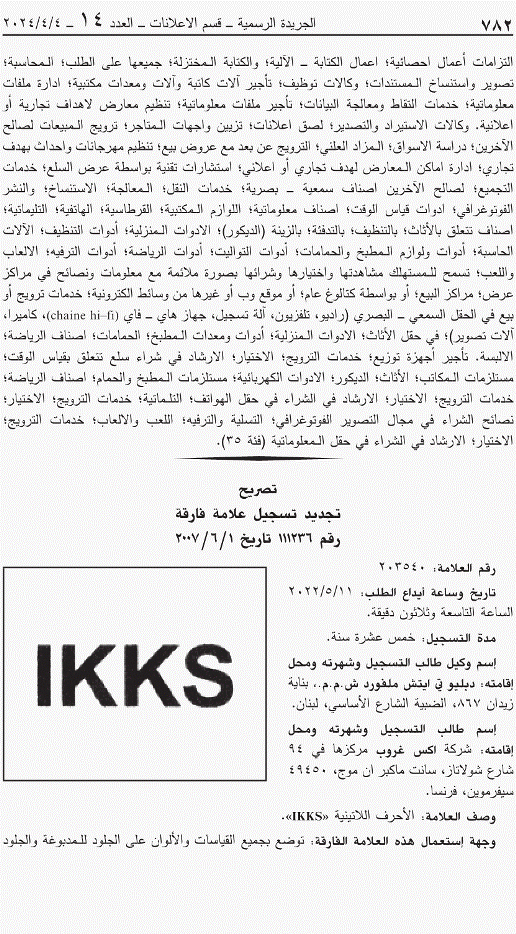 ٧٨٢ الجريدة الرسمية ــ قسم الاعلانات ــ العدد ١٤ ــ ٢٠٢٤/٤/٤
التزامات أعمال احصائية؛ اعمال الكتابة ــ الآلية؛ والكتابة المختزلة؛ جميعها على الطلب؛ المحاسبة؛
تصوير واستنساخ المستندات؛ وكالات توظيف؛ تأجير آلات كاتبة وآلات ومعدات مكتبية؛ ادارة ملفات
معلوماتية؛ خدمات التقاط ومعالجة البيانات؛ تأجير ملفات معلوماتية؛ تنظيم معارض لاهداف تجارية أو
اعلانية. وكالات الاستيراد والتصدير؛ لصق اعلانات؛ تزيين واجهات المتاجر؛ ترويج المبيعات لصالح
الآخرين؛ دراسة الاسواق؛ المزاد العلني؛ الترويج عن بعد مع عروض بيع؛ تنظيم مهرجانات واحداث بهدف
تجاري؛ ادارة اماكن المعارض لهدف تجاري أو اعلاني؛ استشارات تقنية بواسطة عرض السلع؛ خدمات
التجميع؛ لصالح الآخرين اصناف سمعية ــ بصرية؛ خدمات النقل؛ المعالجة؛ الاستنساخ؛ والنشر
الفوتوغرافي؛ ادوات قياس الوقت؛ اصناف معلوماتية؛ اللوازم المكتبية؛ القرطاسية؛ الهاتفية؛ التليماتية؛
اصناف تتعلق بالأثاث؛ بالتنظيف؛ بالتدفئة؛ بالزينة (الديكور)؛ الادوات المنزلية؛ أدوات التنظيف؛ الآلات
الحاسبة؛ أدوات ولوازم المطبخ والحمامات؛ أدوات التواليت؛ أدوات الرياضة؛ أدوات الترفيه؛ الالعاب
واللعب؛ تسمح للمستهلك مشاهدتها واختيارها وشرائها بصورة ملائمة مع معلومات ونصائح في مراكز
عرض؛ مراكز البيع؛ أو بواسطة كتالوغ عام؛ أو موقع وب أو غيرها من وسائط الكترونية؛ خدمات ترويج أو
بيع في الحقل السمعي ــ البصري (راديو، تلفزيون، آلة تسجيل، جهاز هاي ــ فاي (chaine hi–fi)، كاميرا،
آلات تصوير)؛ في حقل الأثاث؛ الادوات المنزلية؛ أدوات ومعدات المطبخ؛ الحمامات؛ أصناف الرياضة؛
الالبسة. تأجير أجهزة توزيع؛ خدمات الترويج؛ الاختيار؛ الارشاد في شراء سلع تتعلق بقياس الوقت؛
مستلزمات المكاتب؛ الأثاث؛ الديكور؛ الادوات الكهربائية؛ مستلزمات المطبخ والحمام؛ اصناف الرياضة؛
خدمات الترويج؛ الاختيار؛ الارشاد في الشراء في حقل الهواتف؛ التلماتية؛ خدمات الترويج؛ الاختيار؛
نصائح الشراء في مجال التصوير الفوتوغرافي؛ التسلية والترفيه؛ اللعب والالعاب؛ خدمات الترويج؛
الاختيار؛ الارشاد في الشراء في حقل المعلوماتية (فئة ٣٥).
تصريح
تجديد تسجيل علامة فارقة
رقم ١١١٢٣٦ تاريخ ٢٠٠٧/٦/١
رقم العلامة: ٢٠٣٥٤٠
تاريخ وساعة أيداع الطلب: ٢٠٢٢/٥/١١
الساعة التاسعة وثلاثون دقيقة.
مدة التسجيل: خمس عشرة سنة.
إسم وكيل طالب التسجيل وشهرته ومحل
إقامته: دبليو تي ايتش ملفورد ش.م.م.، بناية
زيدان ٨٦٧، الضبية الشارع الأساسي، لبنان.
إسم طالب التسجيل وشهرته ومحل
إقامته: شركة اكس غروب مركزها في ٩٤
شارع شولاتاز، سانت ماكبر ان موج، ٤٩٤٥٠
سيفرموين، فرنسا.
IKKS
وصف العلامة: الأحرف اللاتينية «IKKS».
وجهة إستعمال هذه العلامة الفارقة: توضع بجميع القياسات والألوان على الجلود للمدبوغة والجلود